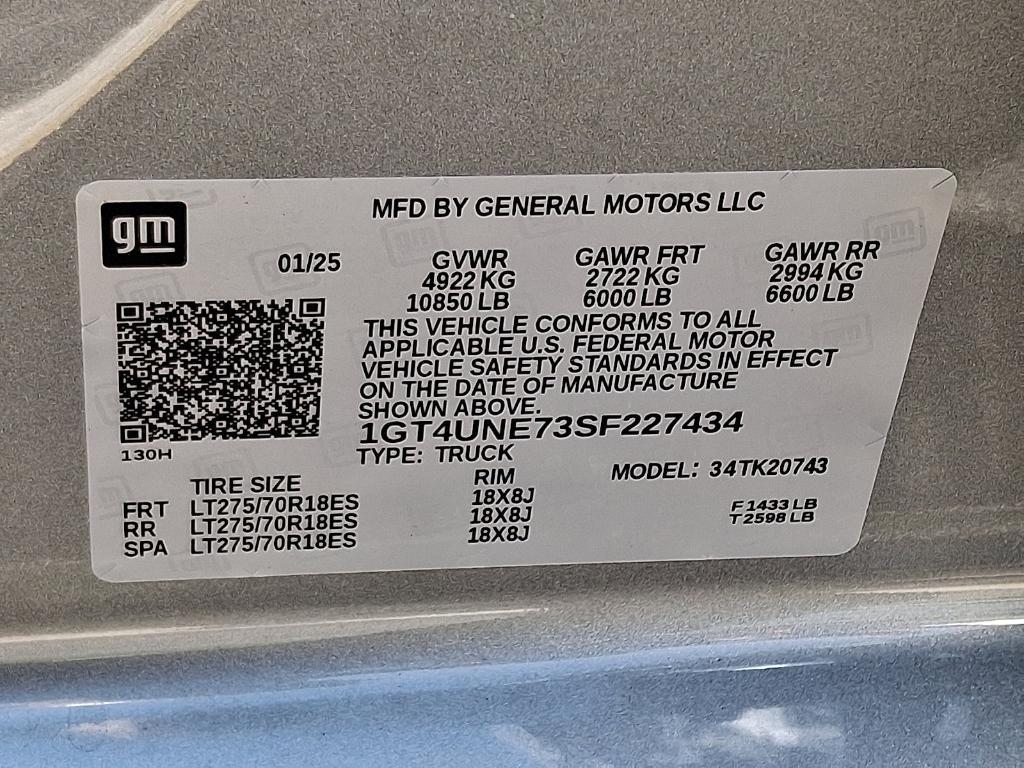 gm
MFD BY GENERAL MOTORS LLC
01/25 GVWR GAWR FRT GAWR RR
4922 KG 2722 KG 2994 KG
10850 LB 6000 LB 6600 LB
THIS VEHICLE CONFORMS TO ALL
APPLICABLE U.S. FEDERAL MOTOR
VEHICLE SAFETY STANDARDS IN EFFECT
ON THE DATE OF MANUFACTURE
SHOWN ABOVE.
1GT4UNE73SF227434
130H
TYPE: TRUCK
MODEL: 34TK20743
TIRE SIZE RIM
FRT LT275/70R18ES 18X8J
RR LT275/70R18ES 18X8J
SPA LT275/70R18ES 18X8J
F 1433 LB
T 2598 LB